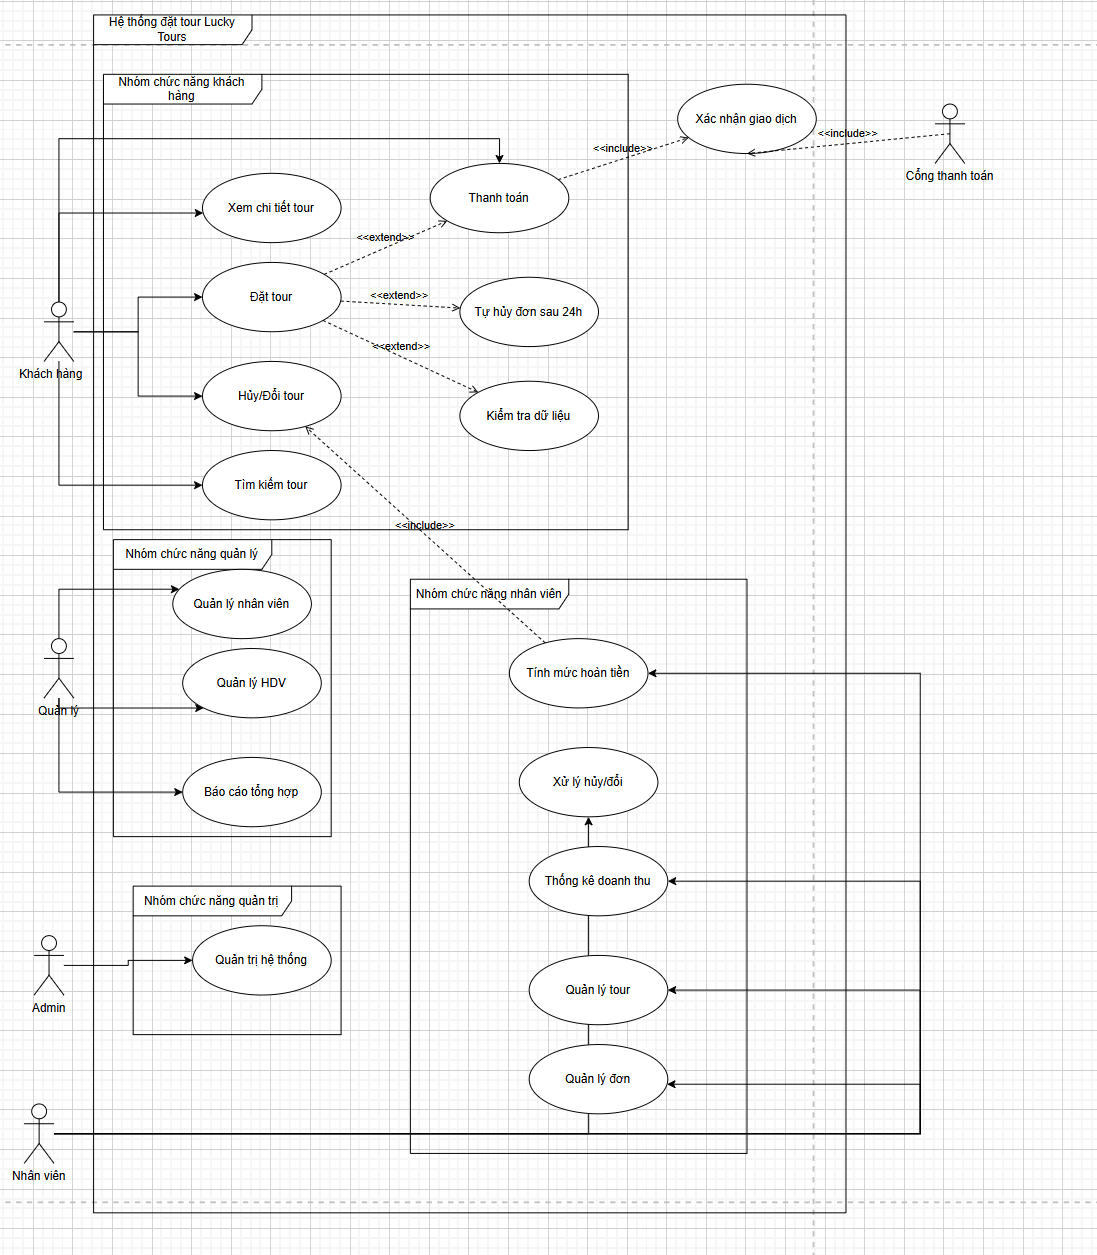 Hệ thống đặt tour Lucky
Tours
Nhóm chức năng khách
hàng
Xác nhận giao dịch
<<include>>
<<include>>
Cổng thanh toán
Thanh toán
Xem chi tiết tour
<<extend>>
Đặt tour
<<extend>>
Tự hủy đơn sau 24h
<<extend>>
Khách hàng
Hủy/Đổi tour
Kiểm tra dữ liệu
Tìm kiếm tour
<<include>>
Nhóm chức năng quản lý
Nhóm chức năng nhân viên
Quản lý nhân viên
Tính mức hoàn tiền
Quản lý HDV
Quản lý
Xử lý hủy/đổi
Báo cáo tổng hợp
Thống kê doanh thu
Nhóm chức năng quản trị
Quản trị hệ thống
Quản lý tour
Admin
Quản lý đơn
Nhân viên